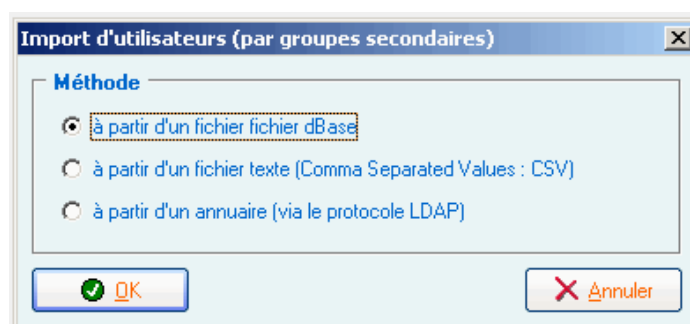 Import d'utilisateurs (par groupes secondaires)
Méthode
à partir d'un fichier fichier dBase
à partir d'un fichier texte (Comma Separated Values : CSV)
à partir d'un annuaire (via le protocole LDAP)
OK
Annuler